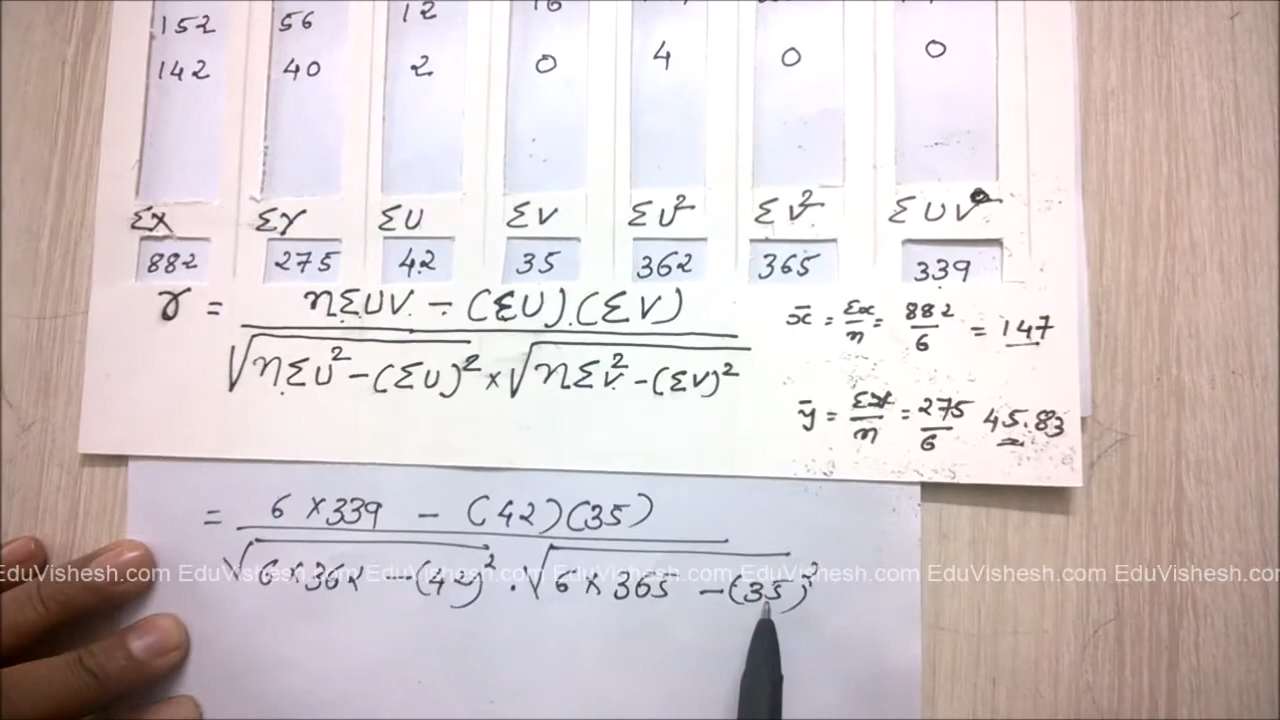 152 56 12 16
142 40 2 0 4 0 0
Σx Σy ΣU ΣV ΣU² ΣV² ΣUV
882 275 42 35 362 365 339
r = nΣUV - (ΣU).(ΣV)
√nΣU² - (ΣU)² × √nΣV² - (ΣV)²
x̄ = Σx/n = 882/6 = 147
ȳ = Σy/n = 275/6 45.83
= 6 × 339 - (42)(35)
√6 × 362 - (42)² · √6 × 365 - (35)²
EduVishesh.com EduVishesh.com EduVishesh.com EduVishesh.com EduVishesh.com EduVishesh.com EduVishesh.com